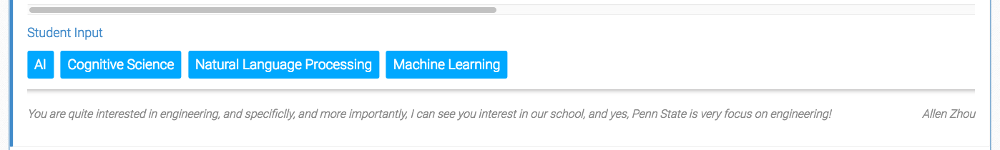 Student Input
AI Cognitive Science Natural Language Processing Machine Learning
You are quite interested in engineering, and specificlly, and more importantly, I can see you interest in our school, and yes, Penn State is very focus on engineering! Allen Zhou